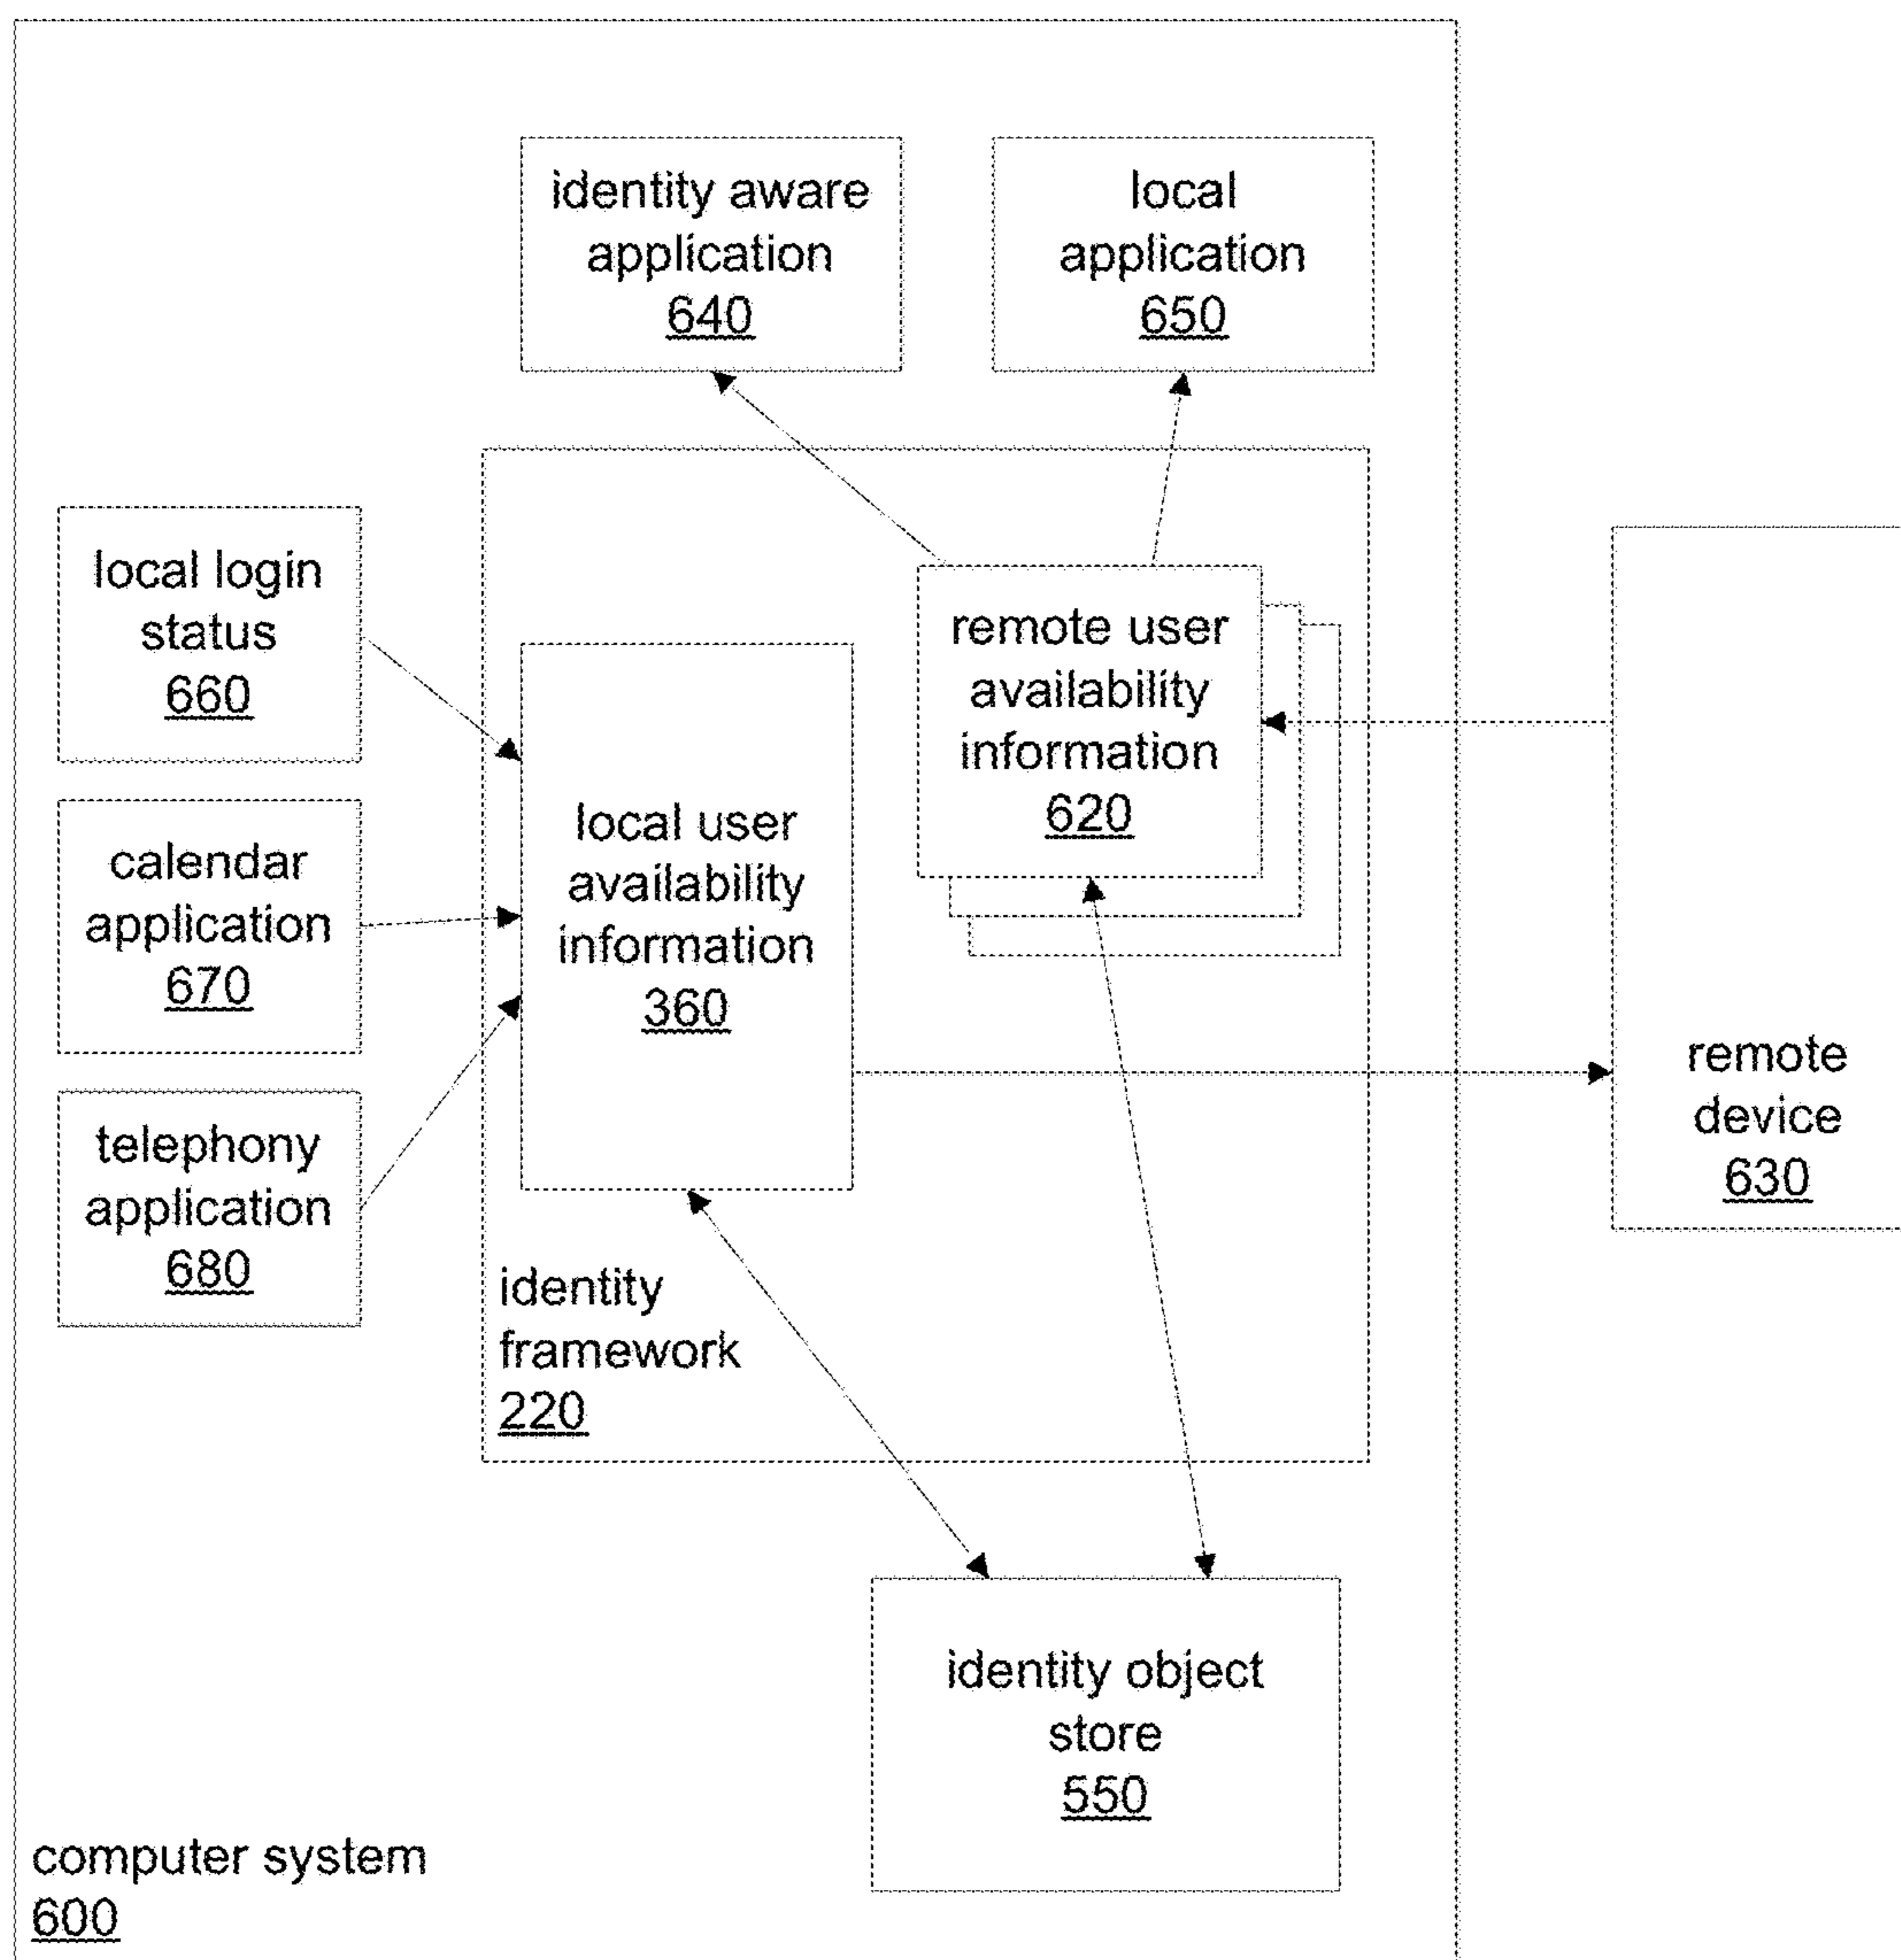 identity aware
application
640
local
application
650
local login
status
660
remote user
availability
information
620
calendar
application
670
local user
availability
information
360
telephony
application
680
remote
device
630
identity
framework
220
identity object
store
550
computer system
600